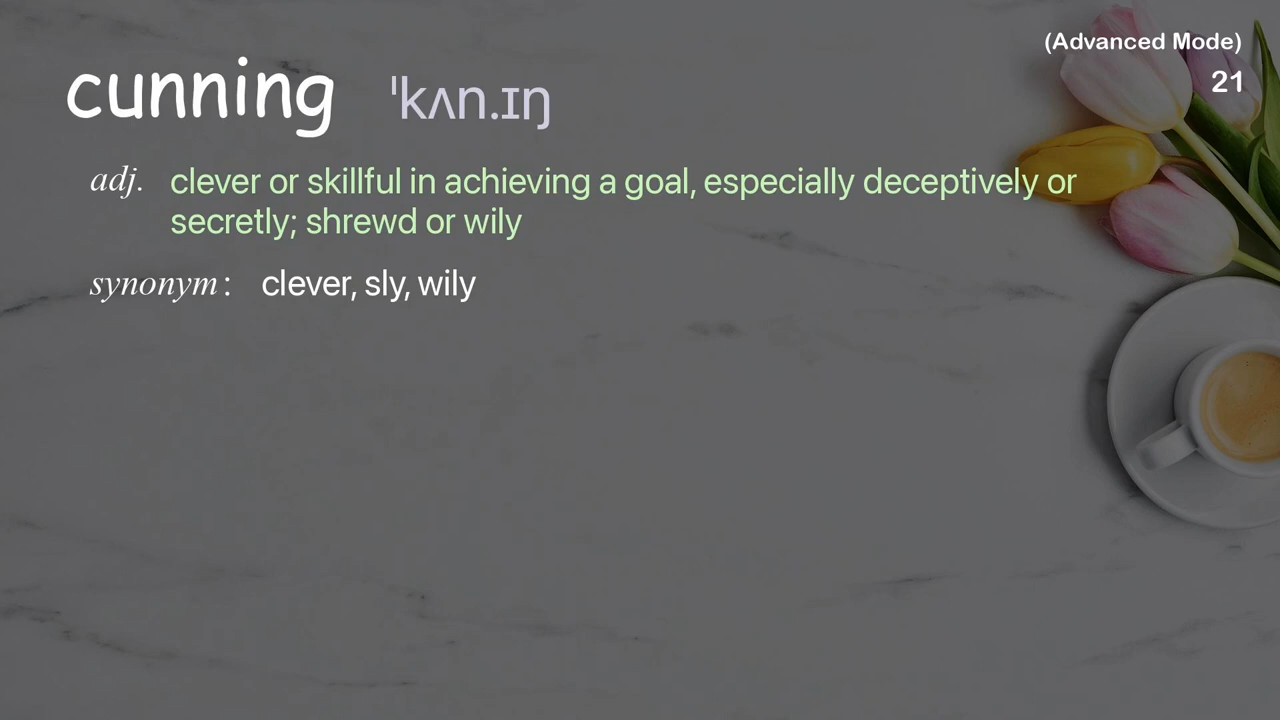 (Advanced Mode)
21
cunning ˈkʌn.ɪŋ
adj. clever or skillful in achieving a goal, especially deceptively or
secretly; shrewd or wily
synonym : clever, sly, wily